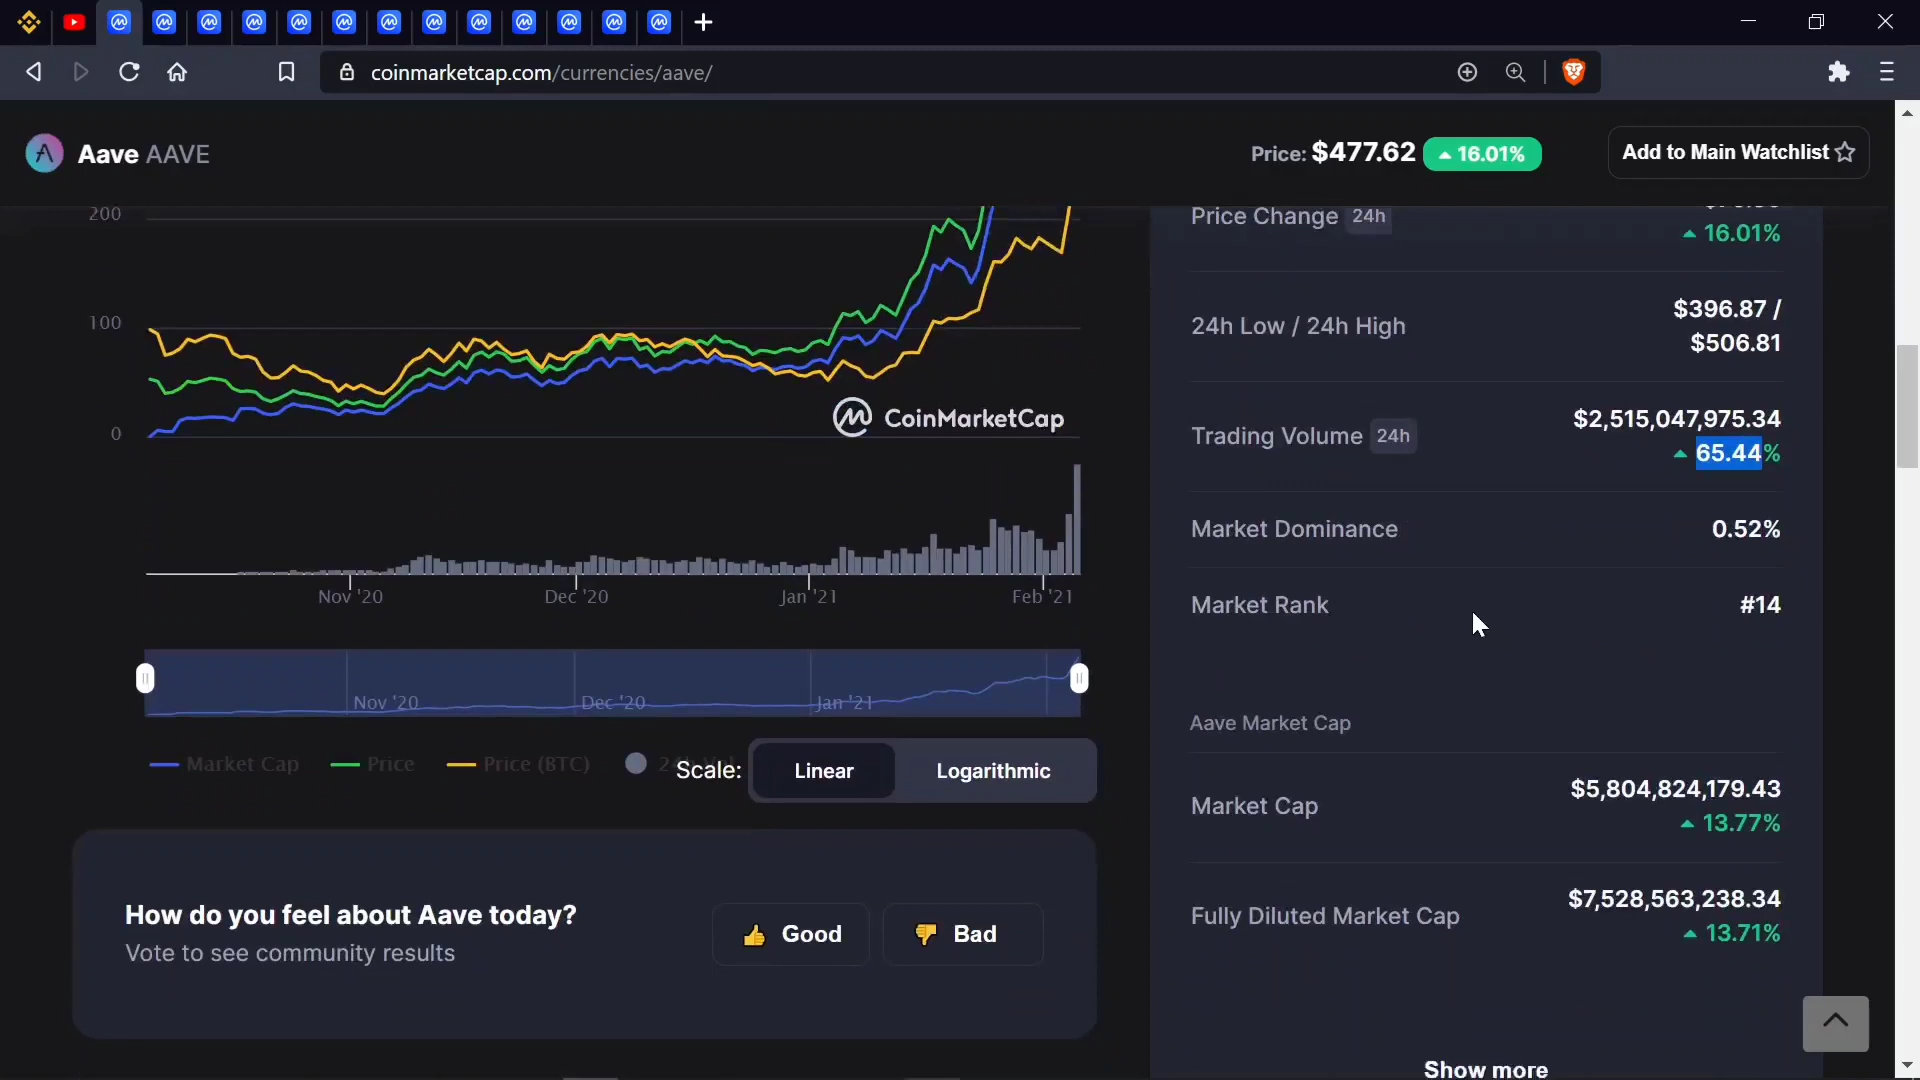 coinmarketcap.com/currencies/aave/
Aave AAVE
Price: $477.62 16.01%
Add to Main Watchlist
200
100
0
CoinMarketCap
Nov '20 Dec '20 Jan '21 Feb '21
Nov '20 Dec '20 Jan '21
Market Cap Price Price (BTC)
Scale: Linear Logarithmic
How do you feel about Aave today?
Vote to see community results
Good Bad
Price Change 24h
16.01%
24h Low / 24h High
$396.87 /
$506.81
Trading Volume 24h
$2,515,047,975.34
65.44%
Market Dominance 0.52%
Market Rank #14
Aave Market Cap
Market Cap
$5,804,824,179.43
13.77%
Fully Diluted Market Cap
$7,528,563,238.34
13.71%
Show more